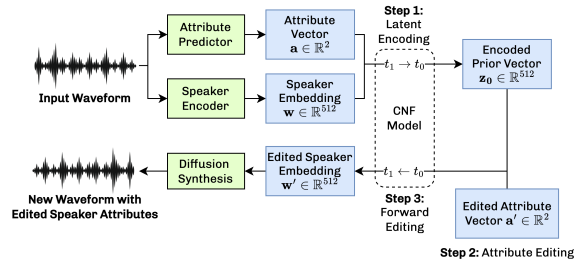 Input Waveform
Attribute
Predictor
Speaker
Encoder
Attribute
Vector
a ∈ ℝ²
Speaker
Embedding
w ∈ ℝ⁵¹²
Step 1:
Latent
Encoding
t₁ → t₀
CNF
Model
Encoded
Prior Vector
z₀ ∈ ℝ⁵¹²
New Waveform with
Edited Speaker Attributes
Diffusion
Synthesis
Edited Speaker
Embedding
w′ ∈ ℝ⁵¹²
t₁ ← t₀
Step 3:
Forward
Editing
Edited Attribute
Vector a′ ∈ ℝ²
Step 2: Attribute Editing